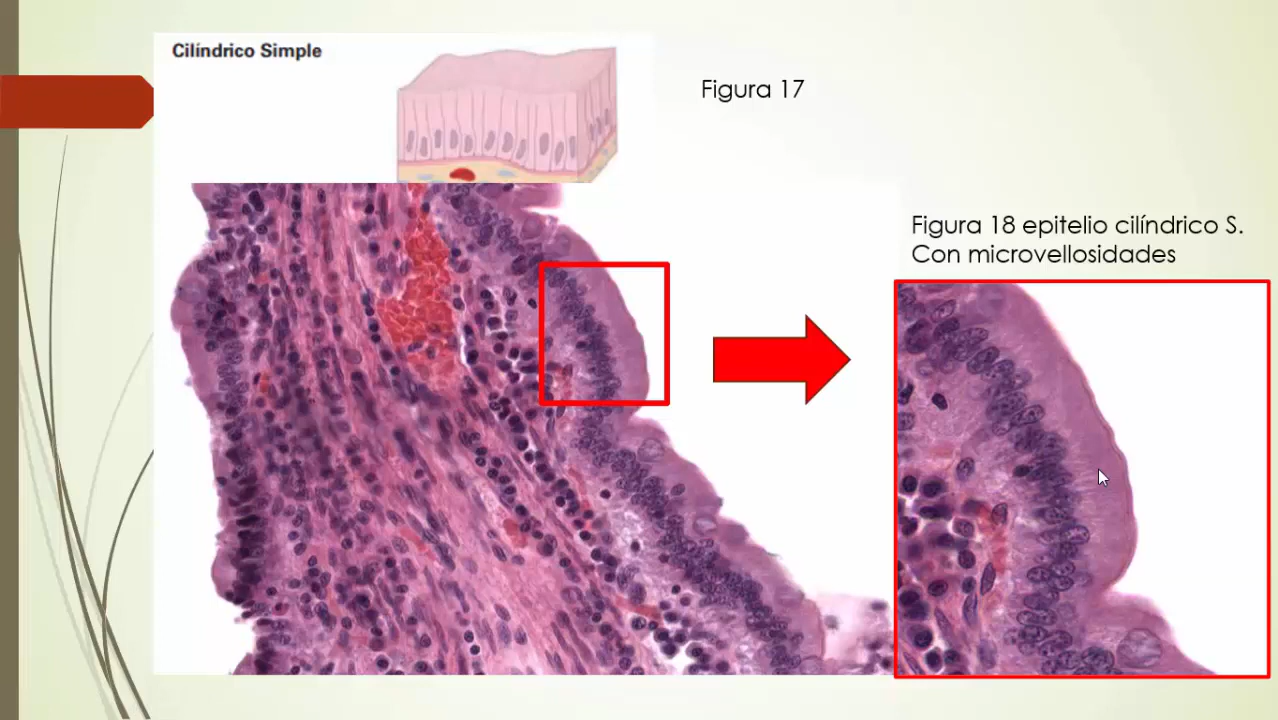 Cilíndrico Simple
Figura 17
Figura 18 epitelio cilíndrico S.
Con microvellosidades